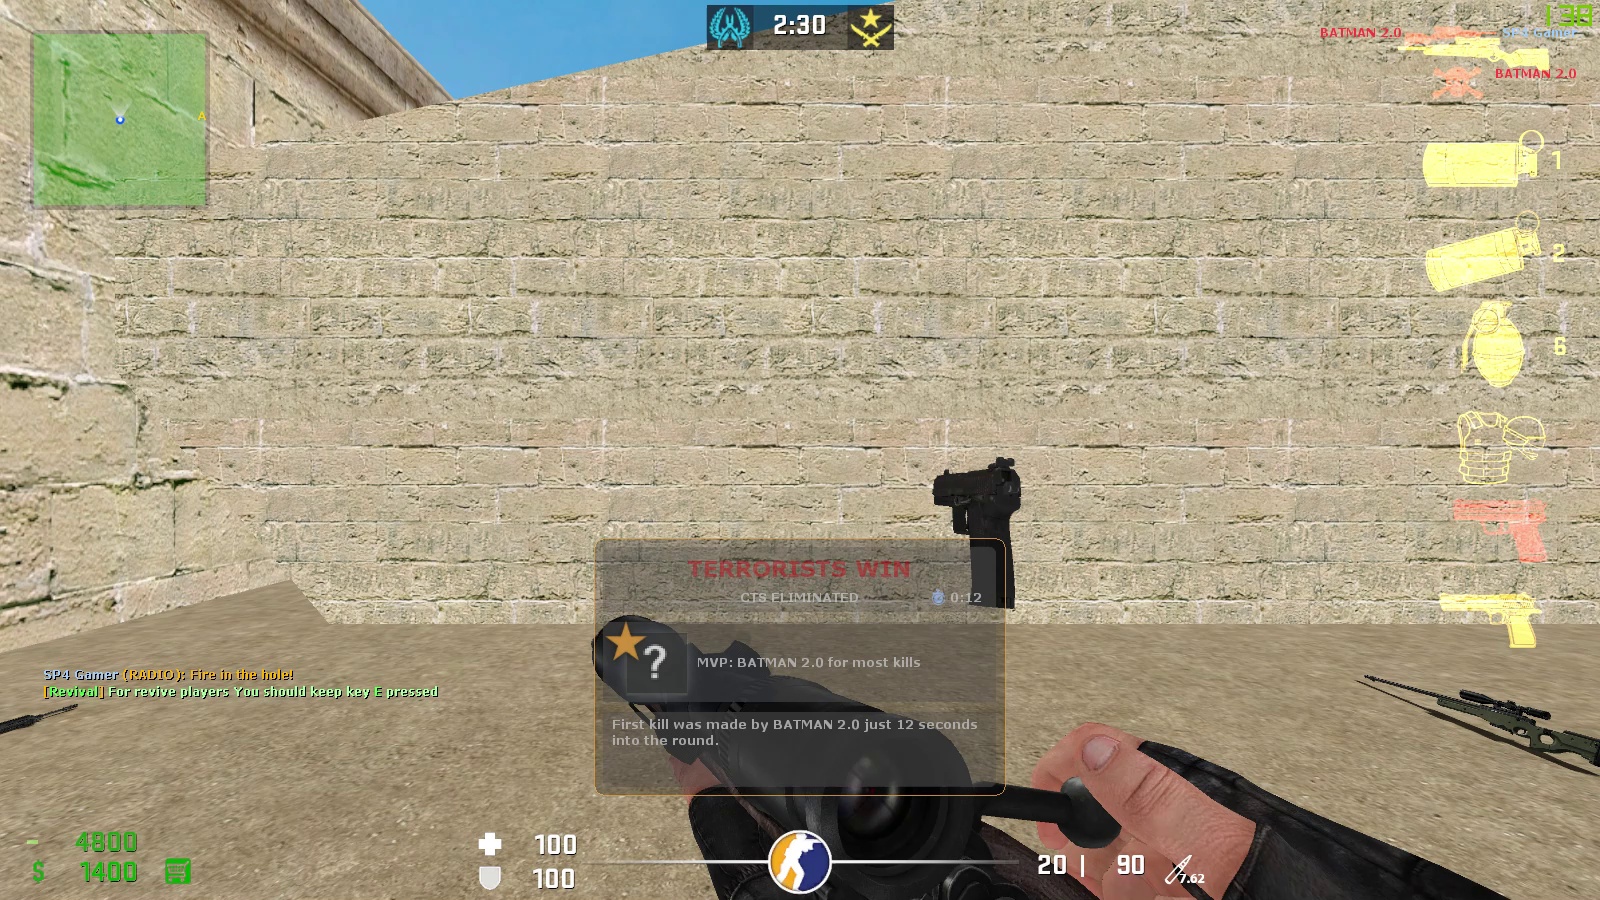 2:30
138
BATMAN 2.0
SP4 Gamer
BATMAN 2.0
A
1
2
6
TERRORISTS WIN
CTS ELIMINATED
0:12
?
MVP: BATMAN 2.0 for most kills
First kill was made by BATMAN 2.0 just 12 seconds
into the round.
SP4 Gamer (RADIO): Fire in the hole!
[Revival] For revive players You should keep key E pressed
- 4800
$ 1400
100
100
20 | 90
7.62